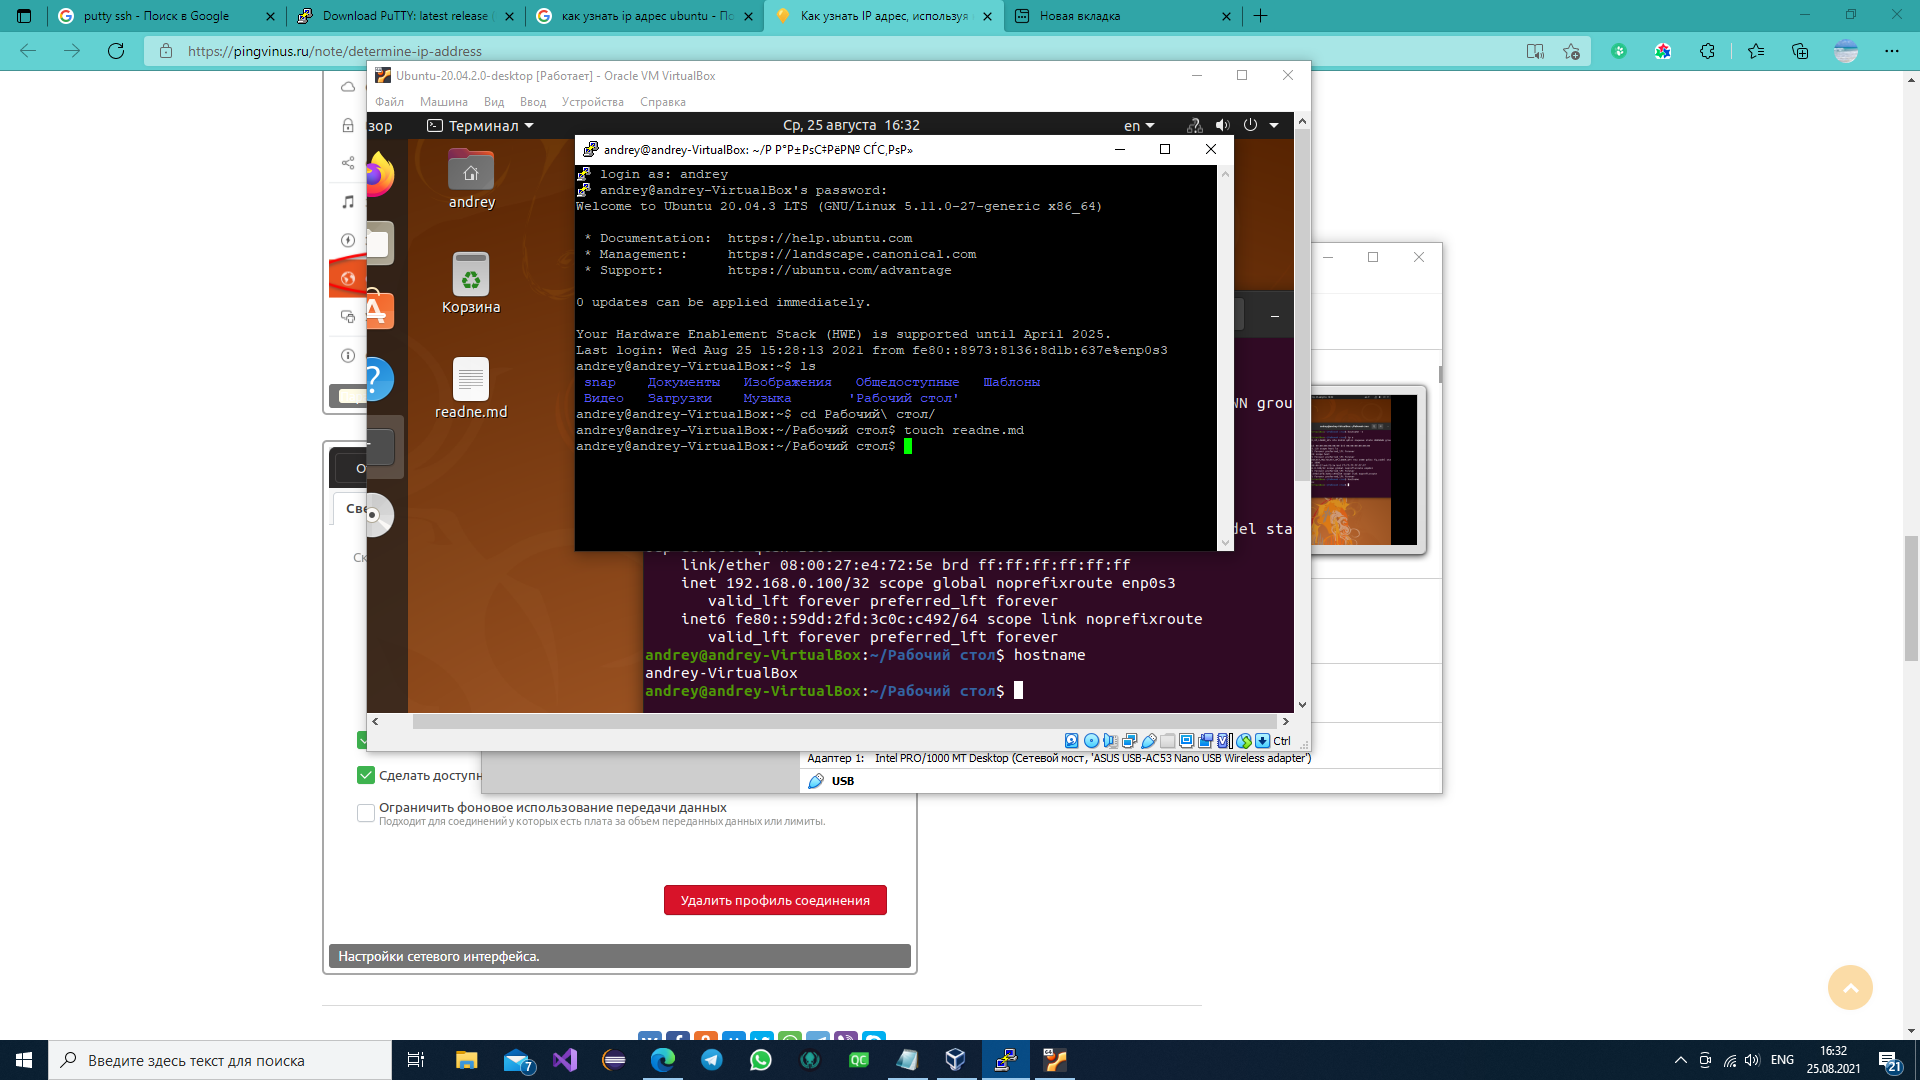 putty ssh - Поиск в Google
Download PuTTY: latest release (
как узнать ip адрес ubuntu - По
Как узнать IP адрес, используя
Новая вкладка
https://pingvinus.ru/note/determine-ip-address
Ubuntu-20.04.2.0-desktop [Работает] - Oracle VM VirtualBox
Файл Машина Вид Ввод Устройства Справка
зор Терминал Ср, 25 августа 16:32 en
andrey
Корзина
readne.md
andrey@andrey-VirtualBox: ~/Р Р°Р±РѕС‡РёР№ СЃС‚РѕР»
login as: andrey
andrey@andrey-VirtualBox's password:
Welcome to Ubuntu 20.04.3 LTS (GNU/Linux 5.11.0-27-generic x86_64)
* Documentation: https://help.ubuntu.com
* Management: https://landscape.canonical.com
* Support: https://ubuntu.com/advantage
0 updates can be applied immediately.
Your Hardware Enablement Stack (HWE) is supported until April 2025.
Last login: Wed Aug 25 15:28:13 2021 from fe80::8973:8136:8d1b:637e%enp0s3
andrey@andrey-VirtualBox:~$ ls
snap Документы Изображения Общедоступные Шаблоны
Видео Загрузки Музыка 'Рабочий стол'
andrey@andrey-VirtualBox:~$ cd Рабочий\ стол/
andrey@andrey-VirtualBox:~/Рабочий стол$ touch readne.md
andrey@andrey-VirtualBox:~/Рабочий стол$
WN grou
del sta
link/ether 08:00:27:e4:72:5e brd ff:ff:ff:ff:ff:ff
inet 192.168.0.100/32 scope global noprefixroute enp0s3
valid_lft forever preferred_lft forever
inet6 fe80::59dd:2fd:3c0c:c492/64 scope link noprefixroute
valid_lft forever preferred_lft forever
andrey@andrey-VirtualBox:~/Рабочий стол$ hostname
andrey-VirtualBox
andrey@andrey-VirtualBox:~/Рабочий стол$
Ctrl
О
Све
Ск
Адаптер 1: Intel PRO/1000 MT Desktop (Сетевой мост, 'ASUS USB-AC53 Nano USB Wireless adapter')
USB
Сделать доступн
Ограничить фоновое использование передачи данных
Подходит для соединений у которых есть плата за объем переданных данных или лимиты.
Удалить профиль соединения
Настройки сетевого интерфейса.
Введите здесь текст для поиска
7
QC
64
ENG
16:32
25.08.2021
21